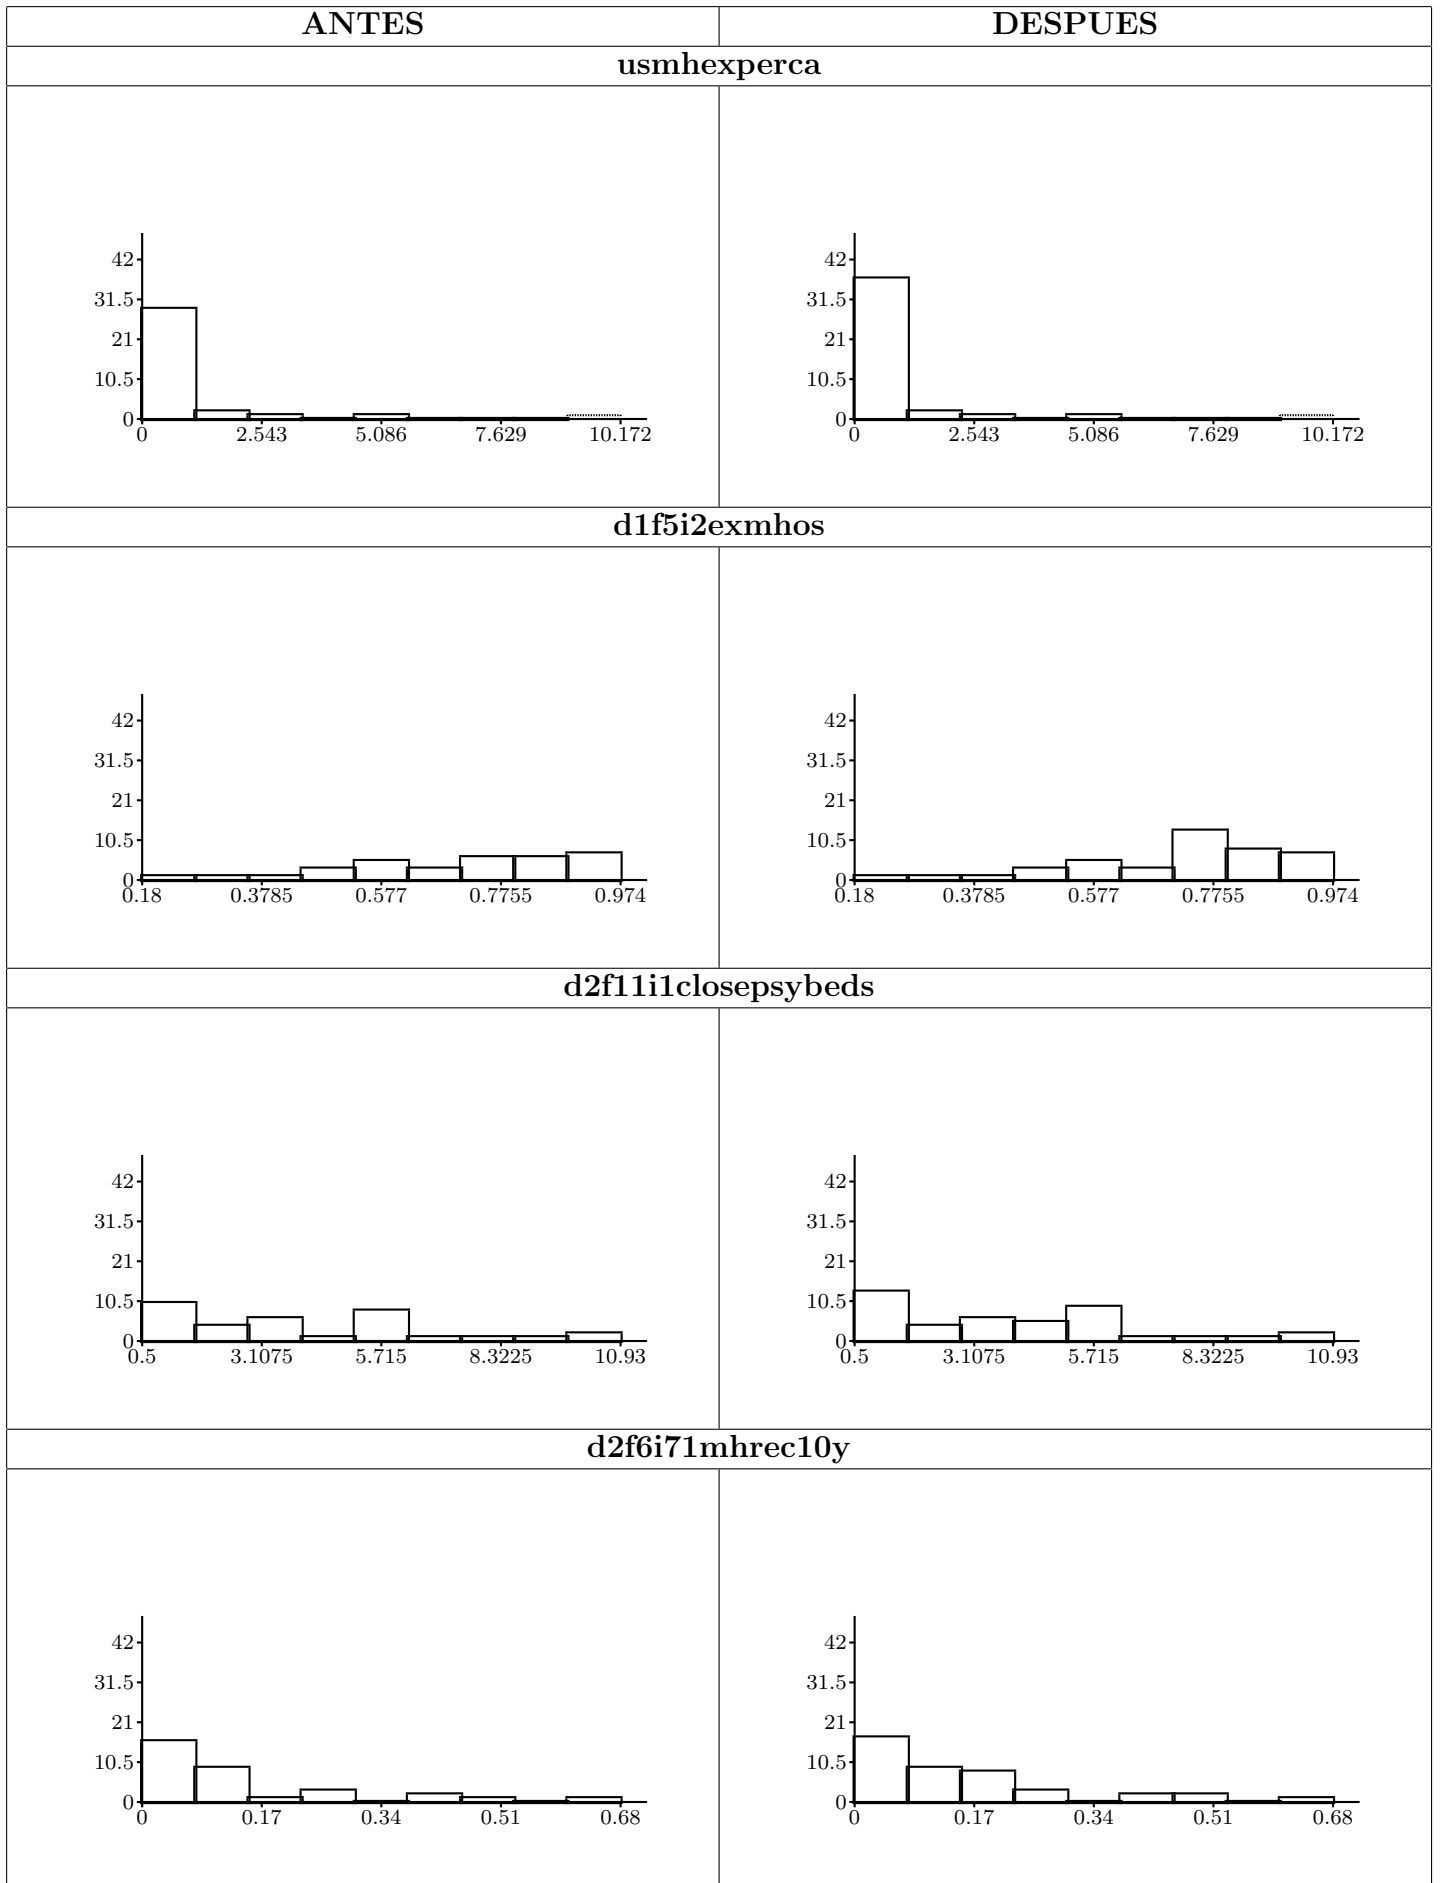 ANTES DESPUES
usmhexperca
42 42
31.5 31.5
21 21
10.5 10.5
0 0
0 2.543 5.086 7.629 10.172 0 2.543 5.086 7.629 10.172
d1f5i2exmhos
42 42
31.5 31.5
21 21
10.5 10.5
0 0
0.18 0.3785 0.577 0.7755 0.974 0.18 0.3785 0.577 0.7755 0.974
d2f11i1closepsybeds
42 42
31.5 31.5
21 21
10.5 10.5
0 0
0.5 3.1075 5.715 8.3225 10.93 0.5 3.1075 5.715 8.3225 10.93
d2f6i71mhrec10y
42 42
31.5 31.5
21 21
10.5 10.5
0 0
0 0.17 0.34 0.51 0.68 0 0.17 0.34 0.51 0.68